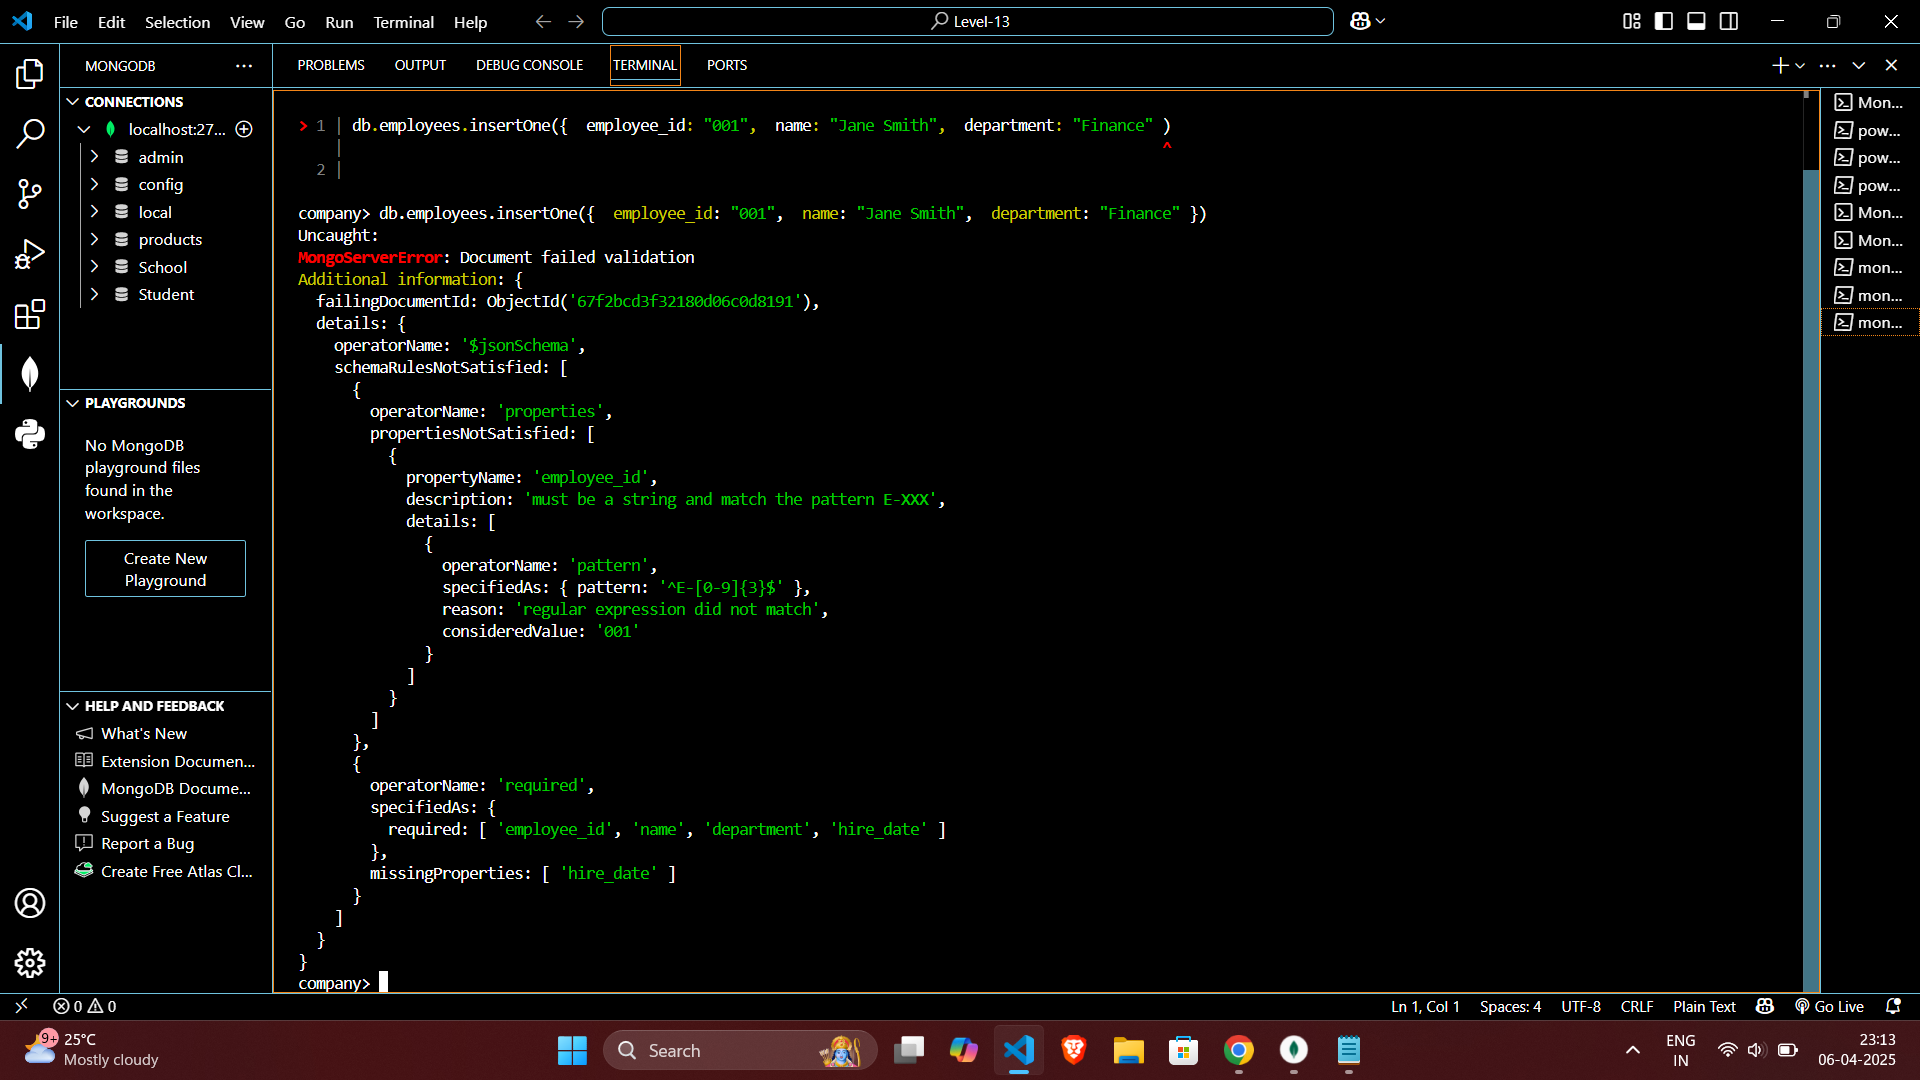 File Edit Selection View Go Run Terminal Help
Level-13
MONGODB
PROBLEMS OUTPUT DEBUG CONSOLE TERMINAL PORTS
CONNECTIONS
localhost:27...
admin
config
local
products
School
Student
PLAYGROUNDS
No MongoDB
playground files
found in the
workspace.
Create New
Playground
HELP AND FEEDBACK
What's New
Extension Documen...
MongoDB Docume...
Suggest a Feature
Report a Bug
Create Free Atlas Cl...
> 1 | db.employees.insertOne({  employee_id: "001",  name: "Jane Smith",  department: "Finance" )
| ^
2 |
company> db.employees.insertOne({  employee_id: "001",  name: "Jane Smith",  department: "Finance" })
Uncaught:
MongoServerError: Document failed validation
Additional information: {
failingDocumentId: ObjectId('67f2bcd3f32180d06c0d8191'),
details: {
operatorName: '$jsonSchema',
schemaRulesNotSatisfied: [
{
operatorName: 'properties',
propertiesNotSatisfied: [
{
propertyName: 'employee_id',
description: 'must be a string and match the pattern E-XXX',
details: [
{
operatorName: 'pattern',
specifiedAs: { pattern: '^E-[0-9]{3}$' },
reason: 'regular expression did not match',
consideredValue: '001'
}
]
}
]
},
{
operatorName: 'required',
specifiedAs: {
required: [ 'employee_id', 'name', 'department', 'hire_date' ]
},
missingProperties: [ 'hire_date' ]
}
]
}
}
company>
Mon...
pow...
pow...
pow...
Mon...
Mon...
mon...
mon...
mon...
0 0
Ln 1, Col 1 Spaces: 4 UTF-8 CRLF Plain Text Go Live
9+
25°C
Mostly cloudy
Search
ENG
IN
23:13
06-04-2025